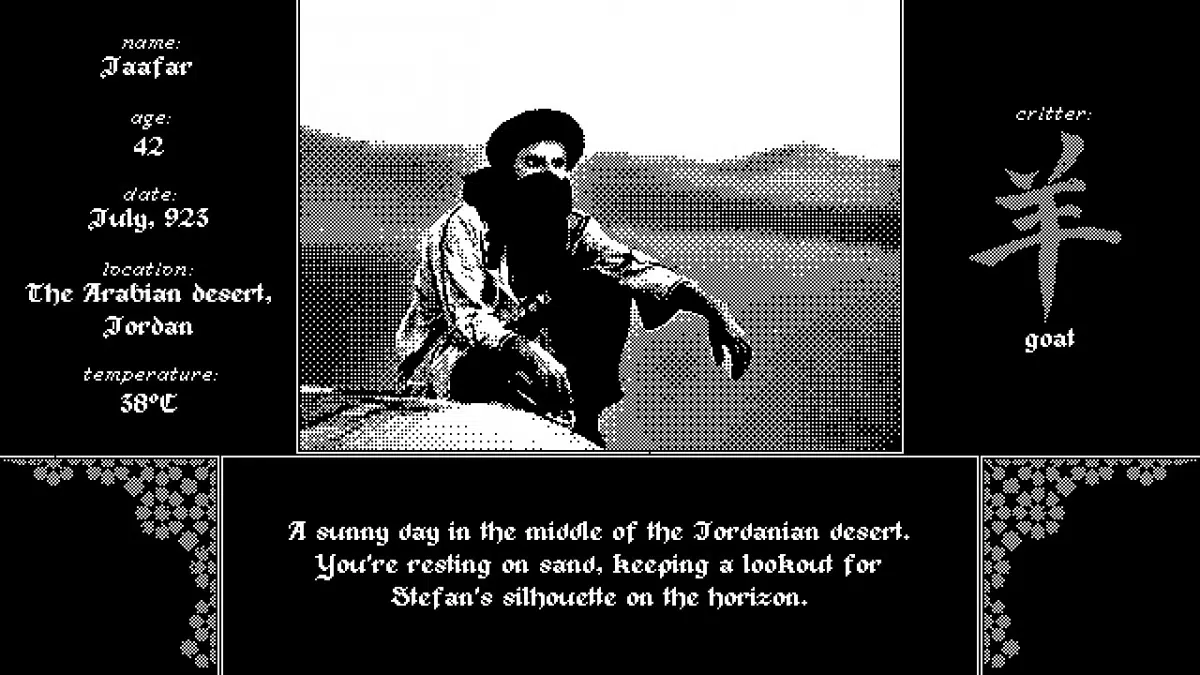 name:
Jaafar
age:
42
date:
July, 923
location:
The Arabian desert,
Jordan
temperature:
38°C
critter:
羊
goat
A sunny day in the middle of the Jordanian desert.
You're resting on sand, keeping a lookout for
Stefan's silhouette on the horizon.